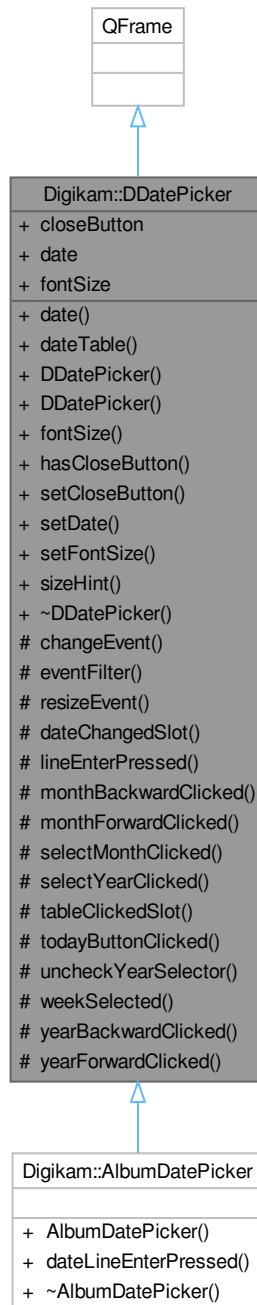 QFrame
Digikam::DDatePicker
+ closeButton
+ date
+ fontSize
+ date()
+ dateTable()
+ DDatePicker()
+ DDatePicker()
+ fontSize()
+ hasCloseButton()
+ setCloseButton()
+ setDate()
+ setFontSize()
+ sizeHint()
+ ~DDatePicker()
# changeEvent()
# eventFilter()
# resizeEvent()
# dateChangedSlot()
# lineEnterPressed()
# monthBackwardClicked()
# monthForwardClicked()
# selectMonthClicked()
# selectYearClicked()
# tableClickedSlot()
# todayButtonClicked()
# uncheckYearSelector()
# weekSelected()
# yearBackwardClicked()
# yearForwardClicked()
Digikam::AlbumDatePicker
+ AlbumDatePicker()
+ dateLineEnterPressed()
+ ~AlbumDatePicker()